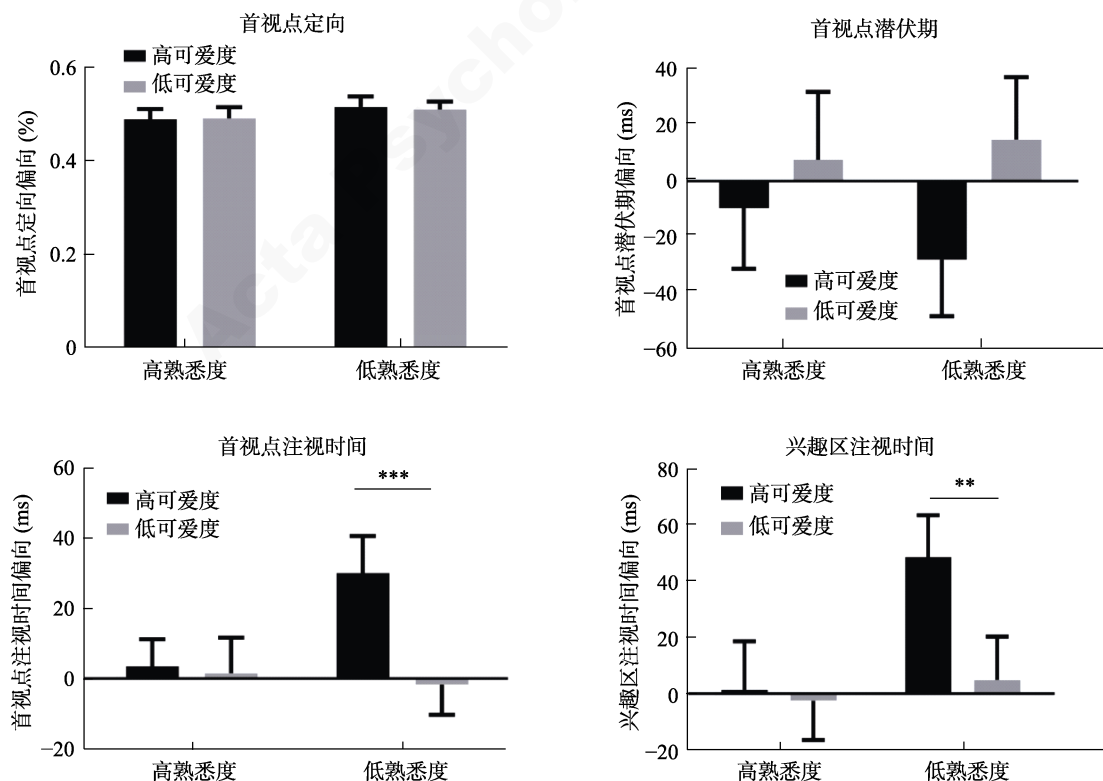 首视点定向
高可爱度
低可爱度
首视点定向偏向 (%)
0.6
0.4
0.2
0
高熟悉度
低熟悉度
首视点潜伏期
首视点潜伏期偏向 (ms)
40
20
0
−20
−40
−60
高可爱度
低可爱度
高熟悉度
低熟悉度
首视点注视时间
首视点注视时间偏向 (ms)
60
40
20
0
−20
高可爱度
低可爱度
***
高熟悉度
低熟悉度
兴趣区注视时间
兴趣区注视时间偏向 (ms)
80
60
40
20
0
−20
高可爱度
低可爱度
**
高熟悉度
低熟悉度